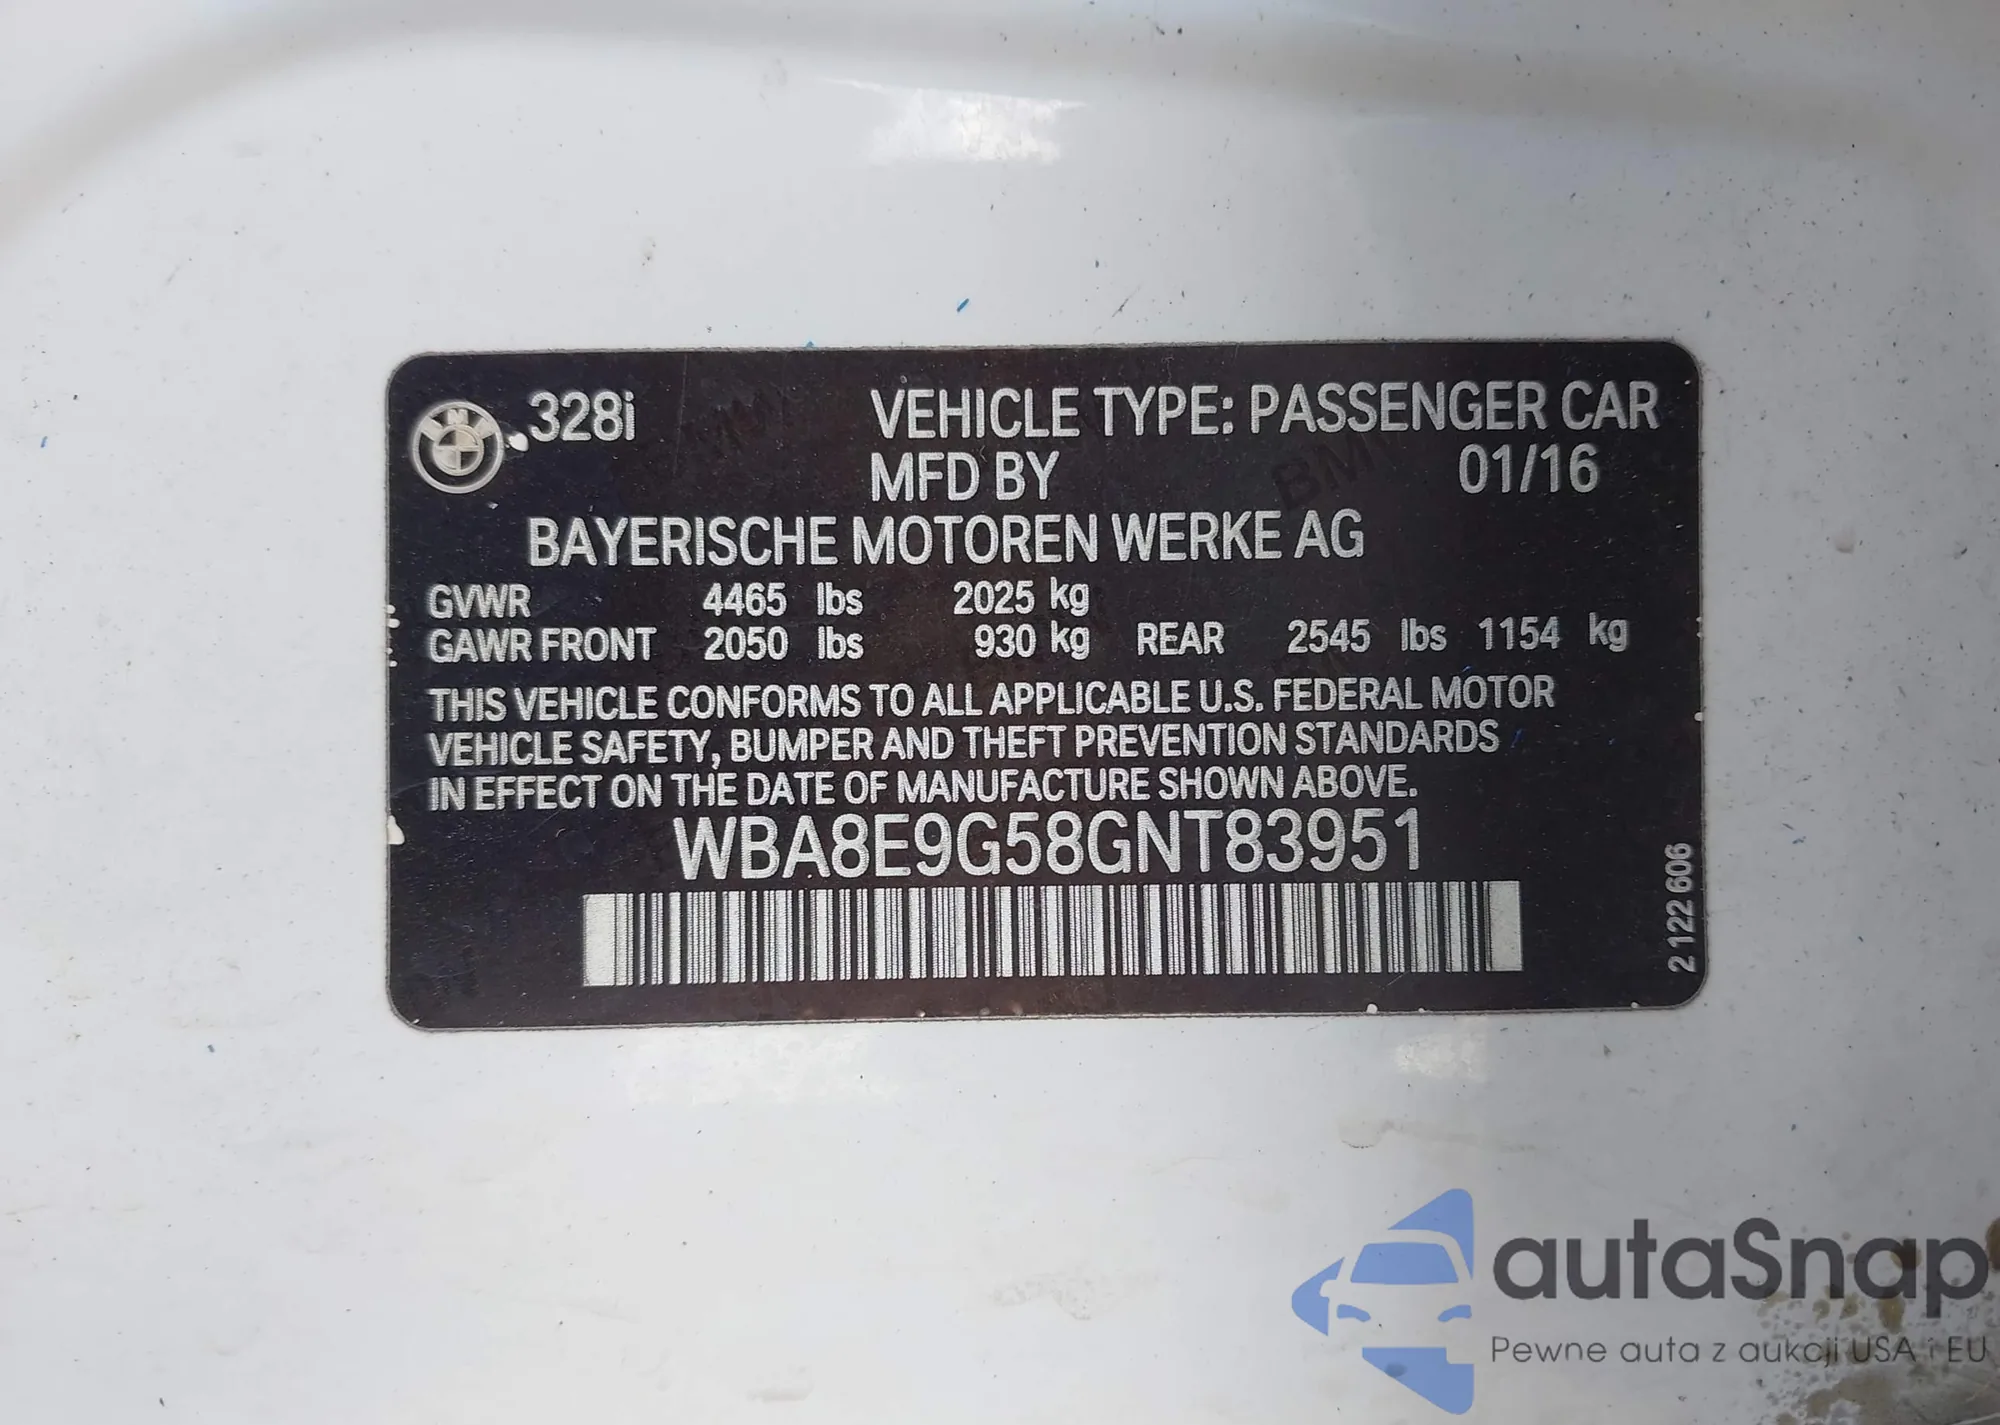 328i VEHICLE TYPE: PASSENGER CAR
MFD BY 01/16
BAYERISCHE MOTOREN WERKE AG
GVWR 4465 lbs 2025 kg
GAWR FRONT 2050 lbs 930 kg REAR 2545 lbs 1154 kg
THIS VEHICLE CONFORMS TO ALL APPLICABLE U.S. FEDERAL MOTOR
VEHICLE SAFETY, BUMPER AND THEFT PREVENTION STANDARDS
IN EFFECT ON THE DATE OF MANUFACTURE SHOWN ABOVE.
WBA8E9G58GNT83951
2 122 606
autaSnap
Pewne auta z aukcji USA i EU